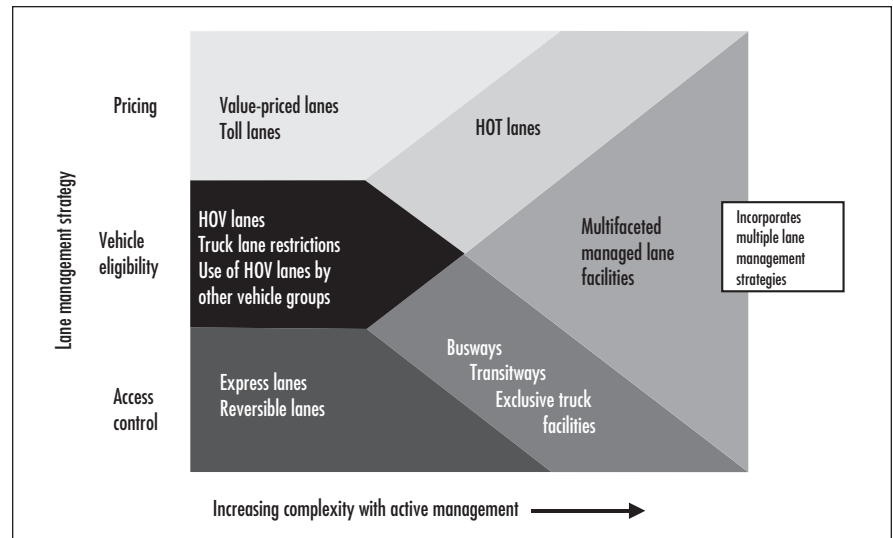 Lane management strategy
Pricing
Value-priced lanes
Toll lanes
HOT lanes
Vehicle
eligibility
HOV lanes
Truck lane restrictions
Use of HOV lanes by
other vehicle groups
Multifaceted
managed lane
facilities
Incorporates
multiple lane
management
strategies
Access
control
Express lanes
Reversible lanes
Busways
Transitways
Exclusive truck
facilities
Increasing complexity with active management